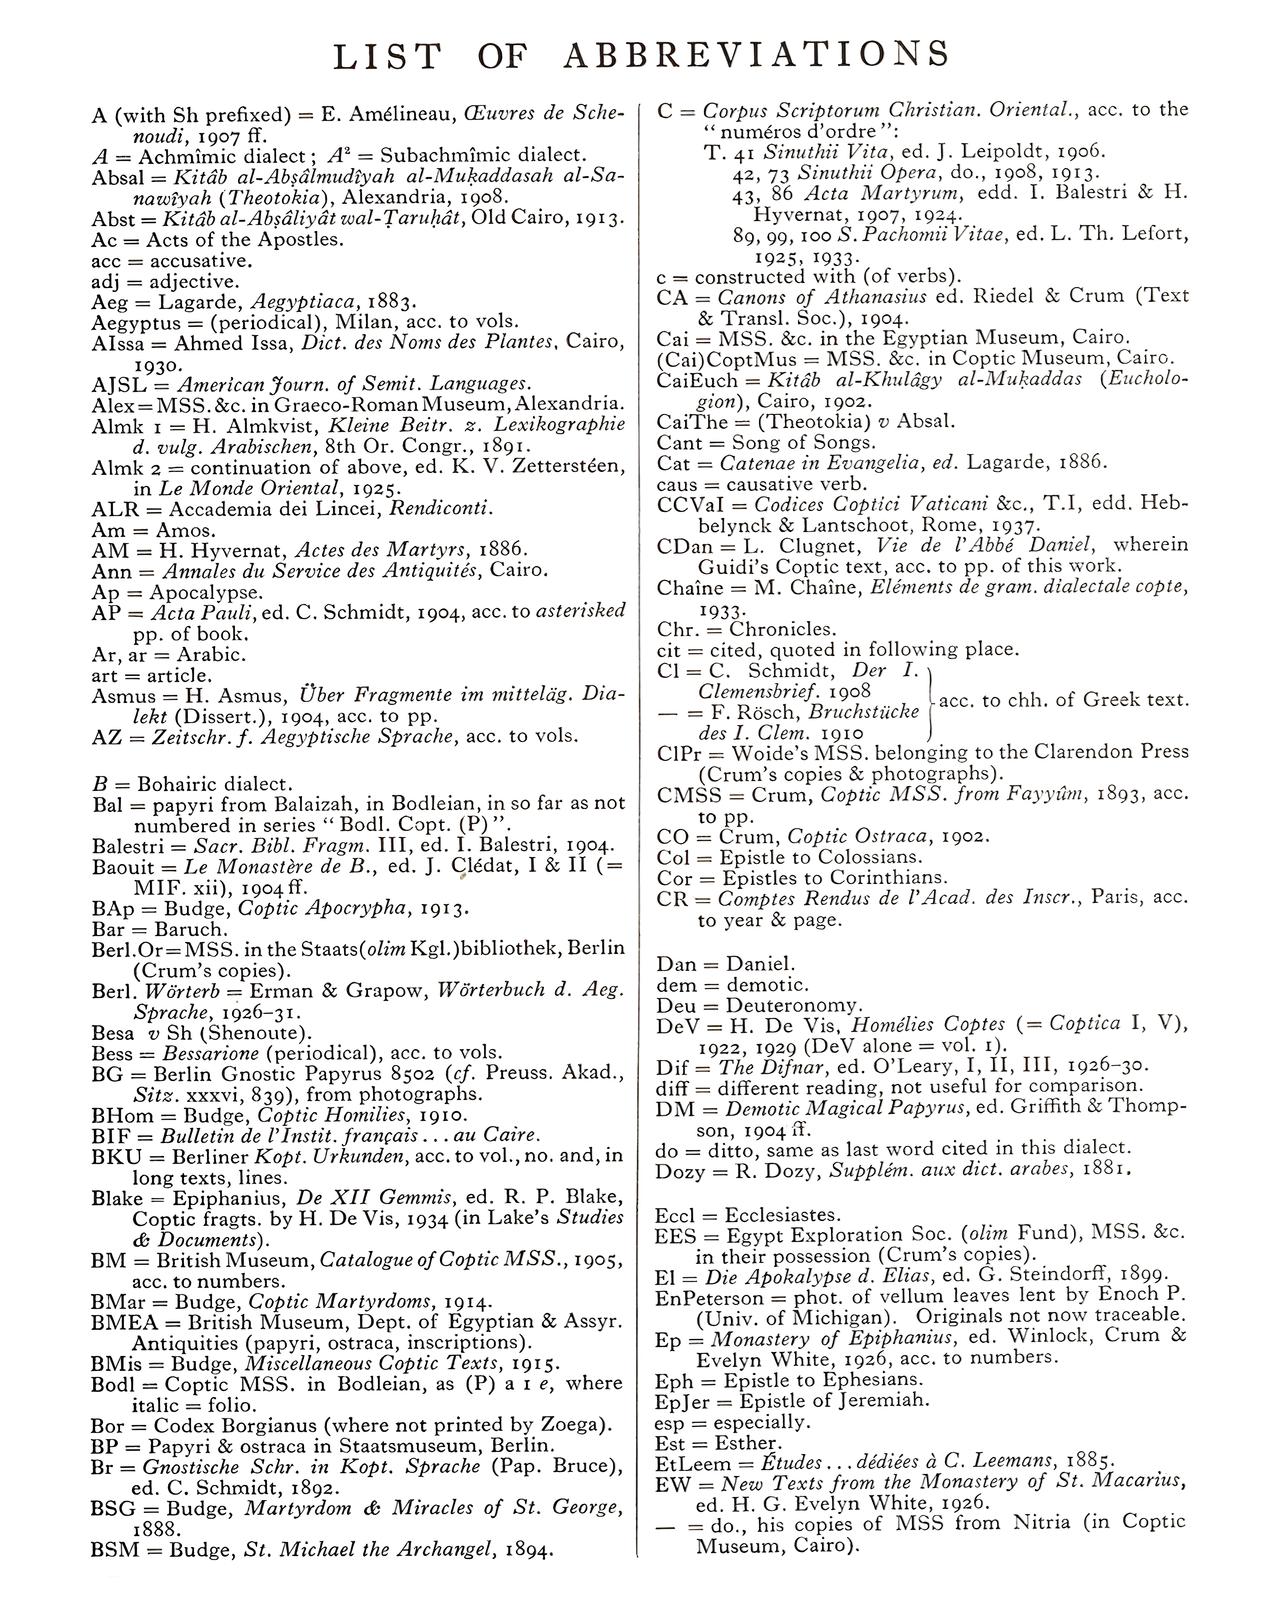 LIST OF ABBREVIATIONS
A (with Sh prefixed) = E. Amélineau, Œuvres de Sche-
noudi, 1907 ff.
A = Achmîmic dialect; A² = Subachmîmic dialect.
Absal = Kitâb al-Abṣâlmudîyah al-Muḳaddasah al-Sa-
nawîyah (Theotokia), Alexandria, 1908.
Abst = Kitâb al-Abṣâliyât wal-Ṭaruḥât, Old Cairo, 1913.
Ac = Acts of the Apostles.
acc = accusative.
adj = adjective.
Aeg = Lagarde, Aegyptiaca, 1883.
Aegyptus = (periodical), Milan, acc. to vols.
AIssa = Ahmed Issa, Dict. des Noms des Plantes, Cairo,
1930.
AJSL = American Journ. of Semit. Languages.
Alex=MSS. &c. in Graeco-Roman Museum, Alexandria.
Almk 1 = H. Almkvist, Kleine Beitr. z. Lexikographie
d. vulg. Arabischen, 8th Or. Congr., 1891.
Almk 2 = continuation of above, ed. K. V. Zetterstéen,
in Le Monde Oriental, 1925.
ALR = Accademia dei Lincei, Rendiconti.
Am = Amos.
AM = H. Hyvernat, Actes des Martyrs, 1886.
Ann = Annales du Service des Antiquités, Cairo.
Ap = Apocalypse.
AP = Acta Pauli, ed. C. Schmidt, 1904, acc. to asterisked
pp. of book.
Ar, ar = Arabic.
art = article.
Asmus = H. Asmus, Über Fragmente im mitteläg. Dia-
lekt (Dissert.), 1904, acc. to pp.
AZ = Zeitschr. f. Aegyptische Sprache, acc. to vols.
B = Bohairic dialect.
Bal = papyri from Balaizah, in Bodleian, in so far as not
numbered in series “Bodl. Copt. (P)”.
Balestri = Sacr. Bibl. Fragm. III, ed. I. Balestri, 1904.
Baouit = Le Monastère de B., ed. J. Clédat, I & II (=
MIF. xii), 1904 ff.
BAp = Budge, Coptic Apocrypha, 1913.
Bar = Baruch.
Berl.Or=MSS. in the Staats(olim Kgl.)bibliothek, Berlin
(Crum's copies).
Berl. Wörterb = Erman & Grapow, Wörterbuch d. Aeg.
Sprache, 1926–31.
Besa v Sh (Shenoute).
Bess = Bessarione (periodical), acc. to vols.
BG = Berlin Gnostic Papyrus 8502 (cf. Preuss. Akad.,
Sitz. xxxvi, 839), from photographs.
BHom = Budge, Coptic Homilies, 1910.
BIF = Bulletin de l'Instit. français . . . au Caire.
BKU = Berliner Kopt. Urkunden, acc. to vol., no. and, in
long texts, lines.
Blake = Epiphanius, De XII Gemmis, ed. R. P. Blake,
Coptic fragts. by H. De Vis, 1934 (in Lake's Studies
& Documents).
BM = British Museum, Catalogue of Coptic MSS., 1905,
acc. to numbers.
BMar = Budge, Coptic Martyrdoms, 1914.
BMEA = British Museum, Dept. of Egyptian & Assyr.
Antiquities (papyri, ostraca, inscriptions).
BMis = Budge, Miscellaneous Coptic Texts, 1915.
Bodl = Coptic MSS. in Bodleian, as (P) a 1 e, where
italic = folio.
Bor = Codex Borgianus (where not printed by Zoega).
BP = Papyri & ostraca in Staatsmuseum, Berlin.
Br = Gnostische Schr. in Kopt. Sprache (Pap. Bruce),
ed. C. Schmidt, 1892.
BSG = Budge, Martyrdom & Miracles of St. George,
1888.
BSM = Budge, St. Michael the Archangel, 1894.
C = Corpus Scriptorum Christian. Oriental., acc. to the
“numéros d'ordre”:
T. 41 Sinuthii Vita, ed. J. Leipoldt, 1906.
42, 73 Sinuthii Opera, do., 1908, 1913.
43, 86 Acta Martyrum, edd. I. Balestri & H.
Hyvernat, 1907, 1924.
89, 99, 100 S. Pachomii Vitae, ed. L. Th. Lefort,
1925, 1933.
c = constructed with (of verbs).
CA = Canons of Athanasius ed. Riedel & Crum (Text
& Transl. Soc.), 1904.
Cai = MSS. &c. in the Egyptian Museum, Cairo.
(Cai)CoptMus = MSS. &c. in Coptic Museum, Cairo.
CaiEuch = Kitâb al-Khulâgy al-Muḳaddas (Eucholo-
gion), Cairo, 1902.
CaiThe = (Theotokia) v Absal.
Cant = Song of Songs.
Cat = Catenae in Evangelia, ed. Lagarde, 1886.
caus = causative verb.
CCVaI = Codices Coptici Vaticani &c., T.I, edd. Heb-
belynck & Lantschoot, Rome, 1937.
CDan = L. Clugnet, Vie de l'Abbé Daniel, wherein
Guidi's Coptic text, acc. to pp. of this work.
Chaîne = M. Chaîne, Eléments de gram. dialectale copte,
1933.
Chr. = Chronicles.
cit = cited, quoted in following place.
Cl = C. Schmidt, Der I.
Clemensbrief. 1908
— = F. Rösch, Bruchstücke
des I. Clem. 1910
acc. to chh. of Greek text.
ClPr = Woide's MSS. belonging to the Clarendon Press
(Crum's copies & photographs).
CMSS = Crum, Coptic MSS. from Fayyûm, 1893, acc.
to pp.
CO = Crum, Coptic Ostraca, 1902.
Col = Epistle to Colossians.
Cor = Epistles to Corinthians.
CR = Comptes Rendus de l'Acad. des Inscr., Paris, acc.
to year & page.
Dan = Daniel.
dem = demotic.
Deu = Deuteronomy.
DeV = H. De Vis, Homélies Coptes (= Coptica I, V),
1922, 1929 (DeV alone = vol. 1).
Dif = The Difnar, ed. O'Leary, I, II, III, 1926–30.
diff = different reading, not useful for comparison.
DM = Demotic Magical Papyrus, ed. Griffith & Thomp-
son, 1904 ff.
do = ditto, same as last word cited in this dialect.
Dozy = R. Dozy, Supplém. aux dict. arabes, 1881.
Eccl = Ecclesiastes.
EES = Egypt Exploration Soc. (olim Fund), MSS. &c.
in their possession (Crum's copies).
El = Die Apokalypse d. Elias, ed. G. Steindorff, 1899.
EnPeterson = phot. of vellum leaves lent by Enoch P.
(Univ. of Michigan). Originals not now traceable.
Ep = Monastery of Epiphanius, ed. Winlock, Crum &
Evelyn White, 1926, acc. to numbers.
Eph = Epistle to Ephesians.
EpJer = Epistle of Jeremiah.
esp = especially.
Est = Esther.
EtLeem = Études . . . dédiées à C. Leemans, 1885.
EW = New Texts from the Monastery of St. Macarius,
ed. H. G. Evelyn White, 1926.
— = do., his copies of MSS from Nitria (in Coptic
Museum, Cairo).